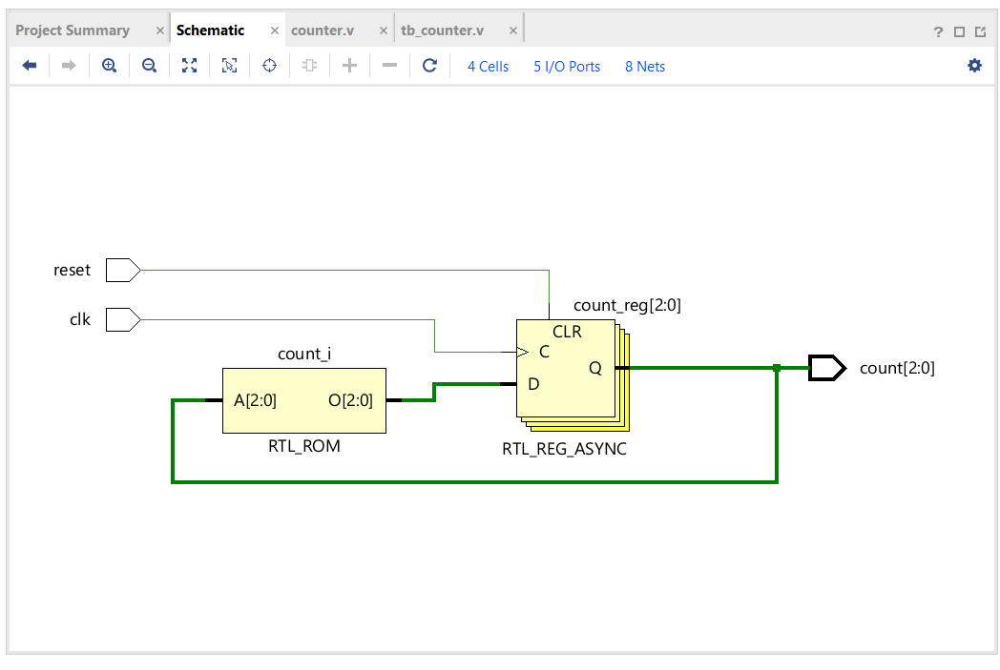 Project Summary × Schematic × counter.v × tb_counter.v × ?
4 Cells 5 I/O Ports 8 Nets
reset
clk
count_reg[2:0]
CLR
C
Q
D
count_i
A[2:0] O[2:0]
RTL_ROM
RTL_REG_ASYNC
count[2:0]